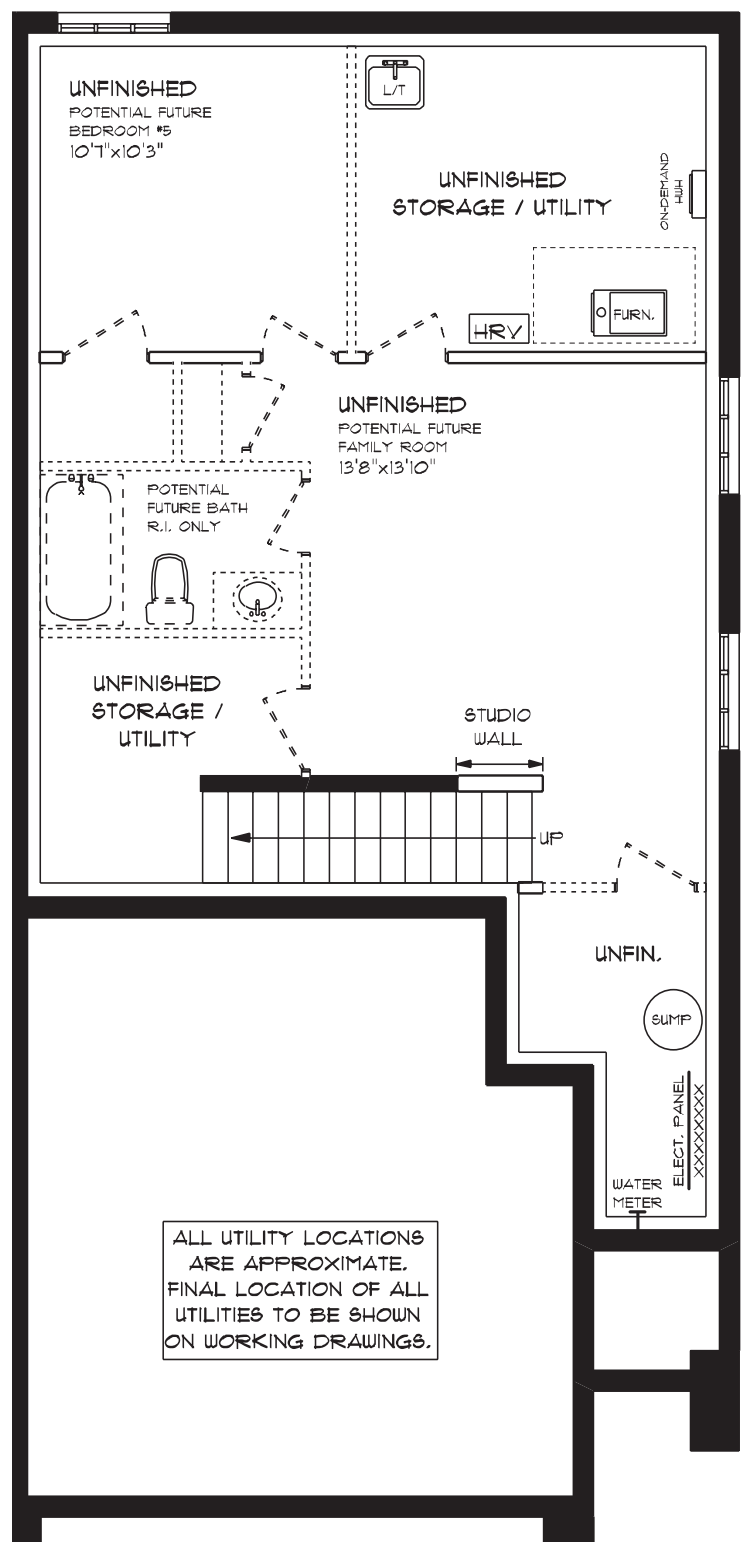 UNFINISHED
POTENTIAL FUTURE
BEDROOM #5
10'7"x10'3"
L/T
UNFINISHED
STORAGE / UTILITY
ON-DEMAND
HWH
FURN.
HRV
UNFINISHED
POTENTIAL FUTURE
FAMILY ROOM
13'8"x13'10"
POTENTIAL
FUTURE BATH
R.I. ONLY
UNFINISHED
STORAGE /
UTILITY
STUDIO
WALL
UP
UNFIN.
SUMP
ELECT. PANEL
XXXXXXXXX
WATER
METER
ALL UTILITY LOCATIONS
ARE APPROXIMATE.
FINAL LOCATION OF ALL
UTILITIES TO BE SHOWN
ON WORKING DRAWINGS.